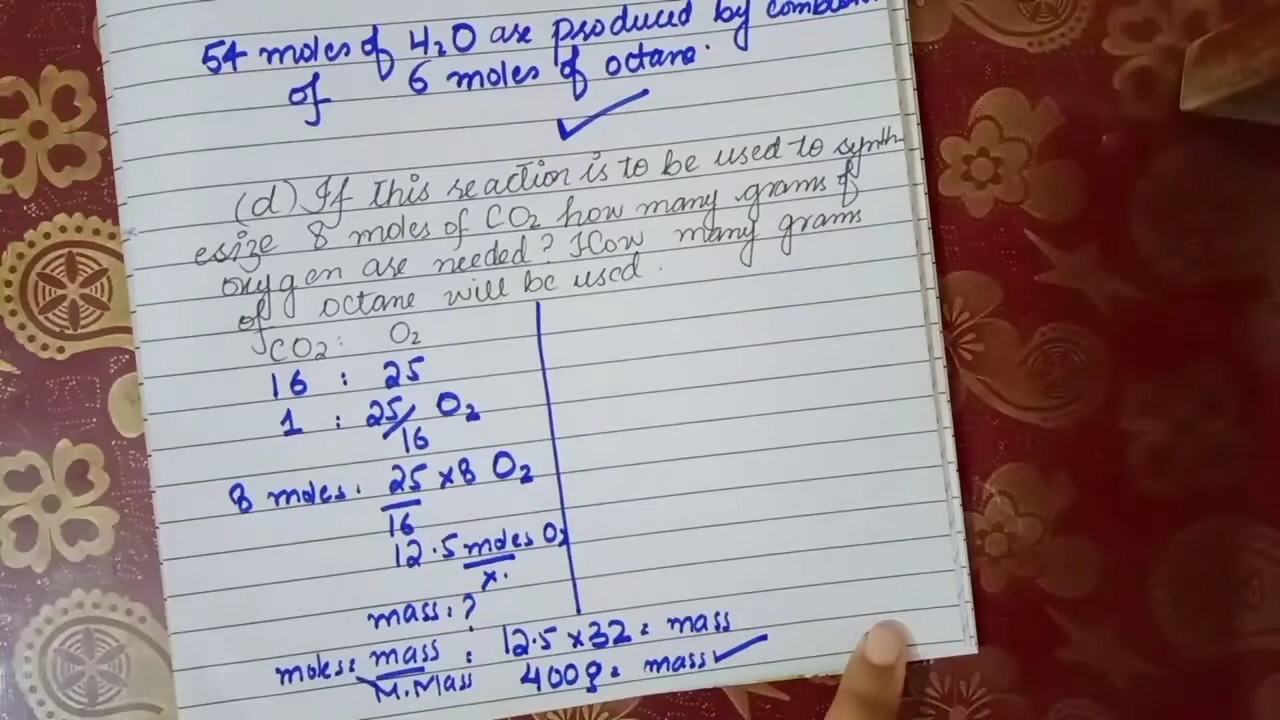 54 moles of H₂O are produced by
of 6 moles of octane.
(d) If this reaction is to be used to synth
esize 8 moles of CO₂ how many grams of
oxygen are needed? How many grams
of octane will be used.
CO₂ : O₂
16 : 25
1 : 25/16 O₂
8 moles. 25/16 × 8 O₂
12.5 moles O₂
x.
mass = ?
moles = mass/M.Mass = 12.5 × 32 = mass
400g = mass